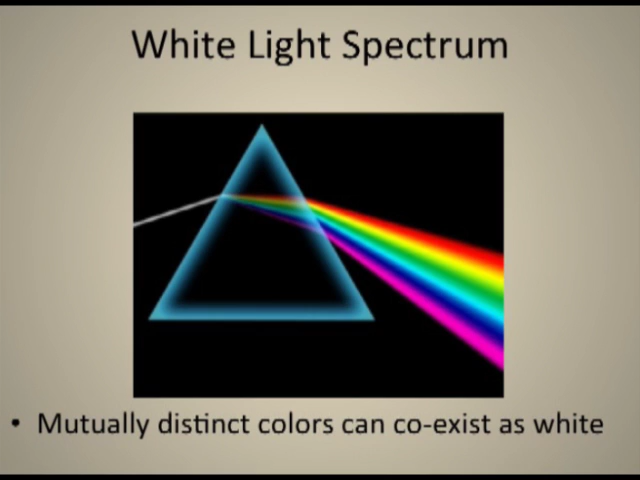 White Light Spectrum
• Mutually distinct colors can co-exist as white